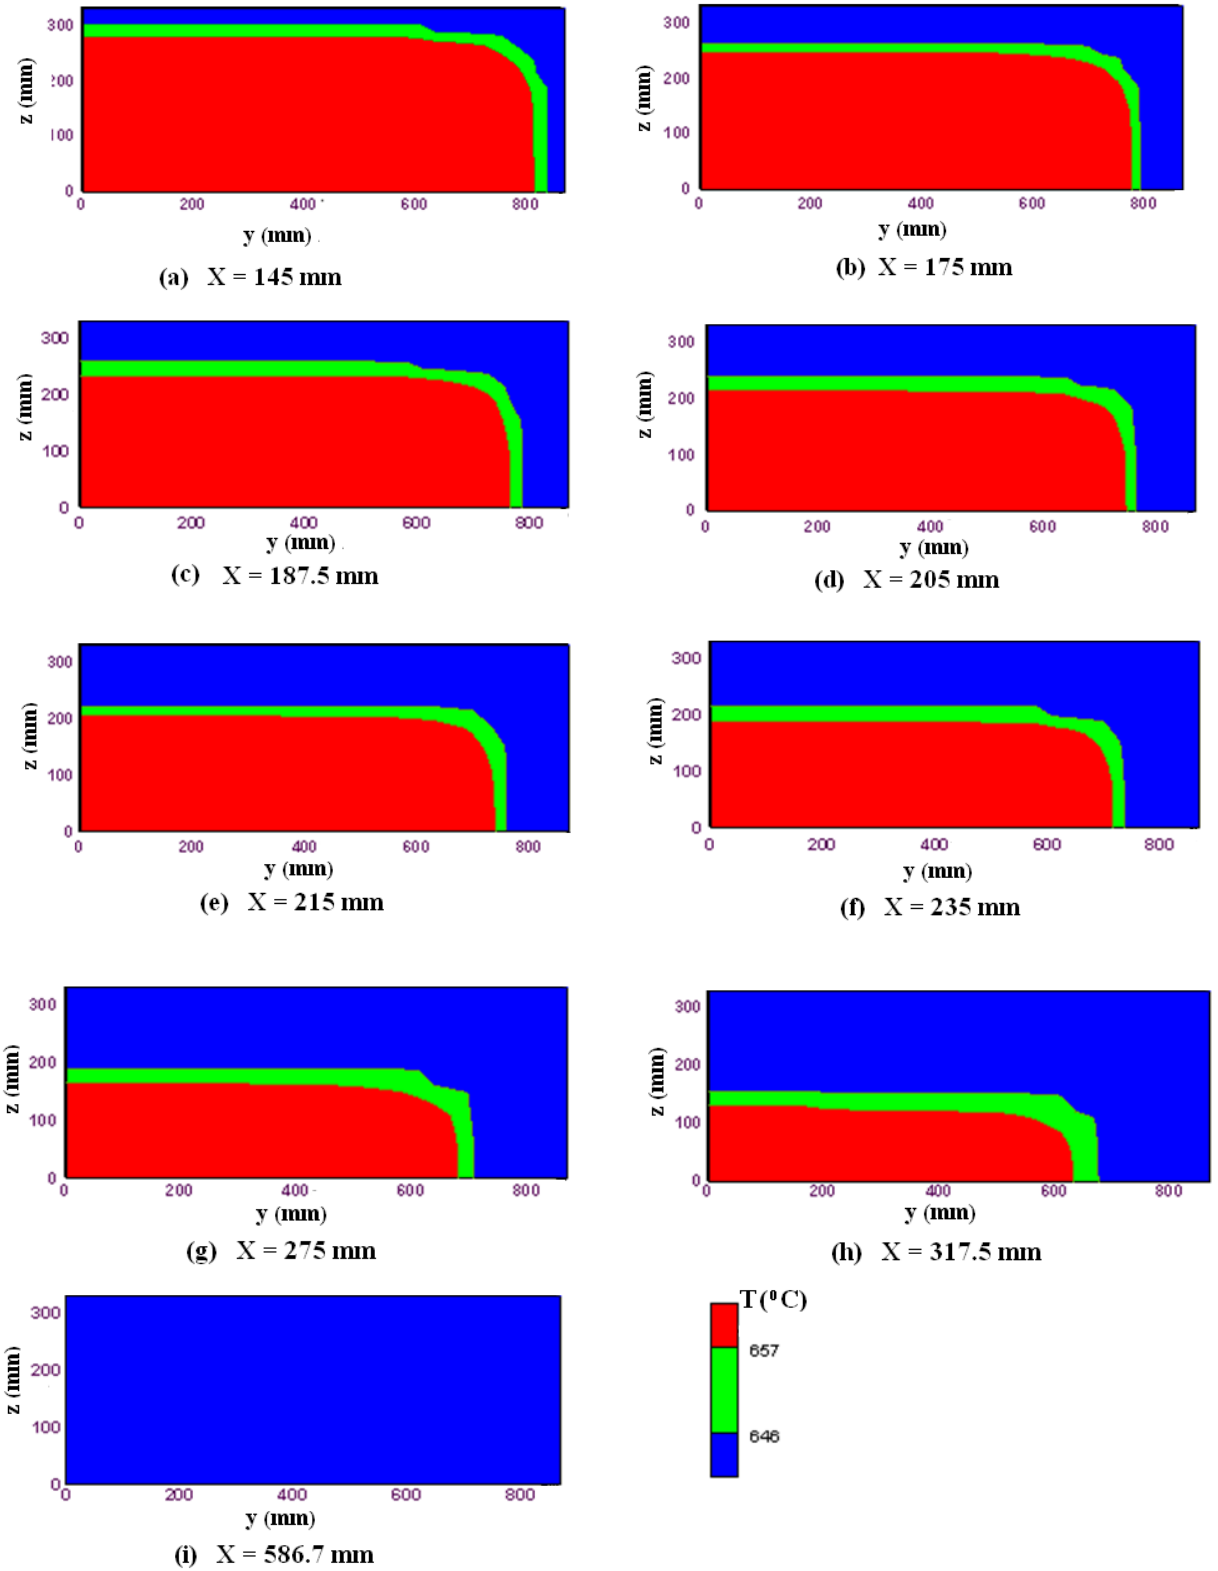 300
200
100
0
z (mm)
0 200 400 600 800
y (mm)
(a) X = 145 mm
300
200
100
0
z (mm)
0 200 400 600 800
y (mm)
(b) X = 175 mm
300
200
100
0
z (mm)
0 200 400 600 800
y (mm)
(c) X = 187.5 mm
300
200
100
0
z (mm)
0 200 400 600 800
y (mm)
(d) X = 205 mm
300
200
100
0
z (mm)
0 200 400 600 800
y (mm)
(e) X = 215 mm
300
200
100
0
z (mm)
0 200 400 600 800
y (mm)
(f) X = 235 mm
300
200
100
0
z (mm)
0 200 400 600 800
y (mm)
(g) X = 275 mm
300
200
100
0
z (mm)
0 200 400 600 800
y (mm)
(h) X = 317.5 mm
300
200
100
0
z (mm)
0 200 400 600 800
y (mm)
(i) X = 586.7 mm
T(⁰C)
657
646